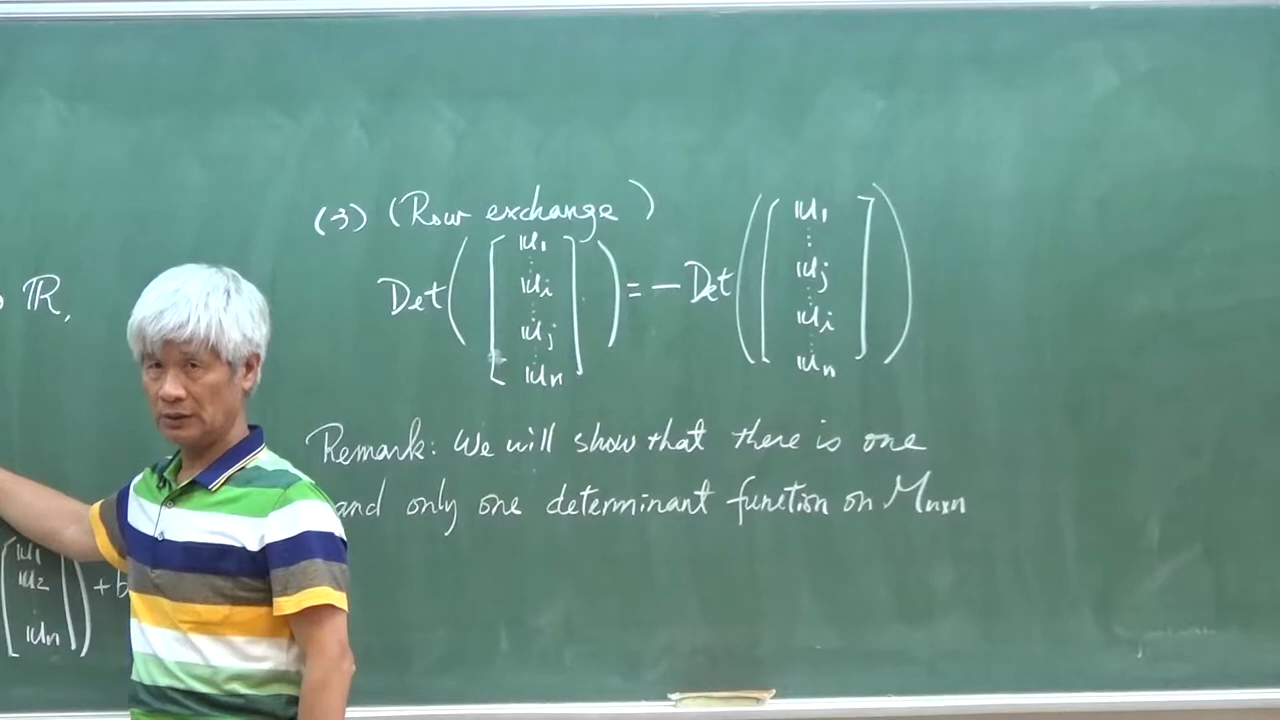 (3) (Row exchange)
Det([u₁ ⋮ uᵢ ⋮ uⱼ ⋮ uₙ]) = −Det([u₁ ⋮ uⱼ ⋮ uᵢ ⋮ uₙ])
Remark: We will show that there is one
and only one determinant function on Mₙₓₙ
ℝ,
[u₁ u₂ ⋮ uₙ]) + b